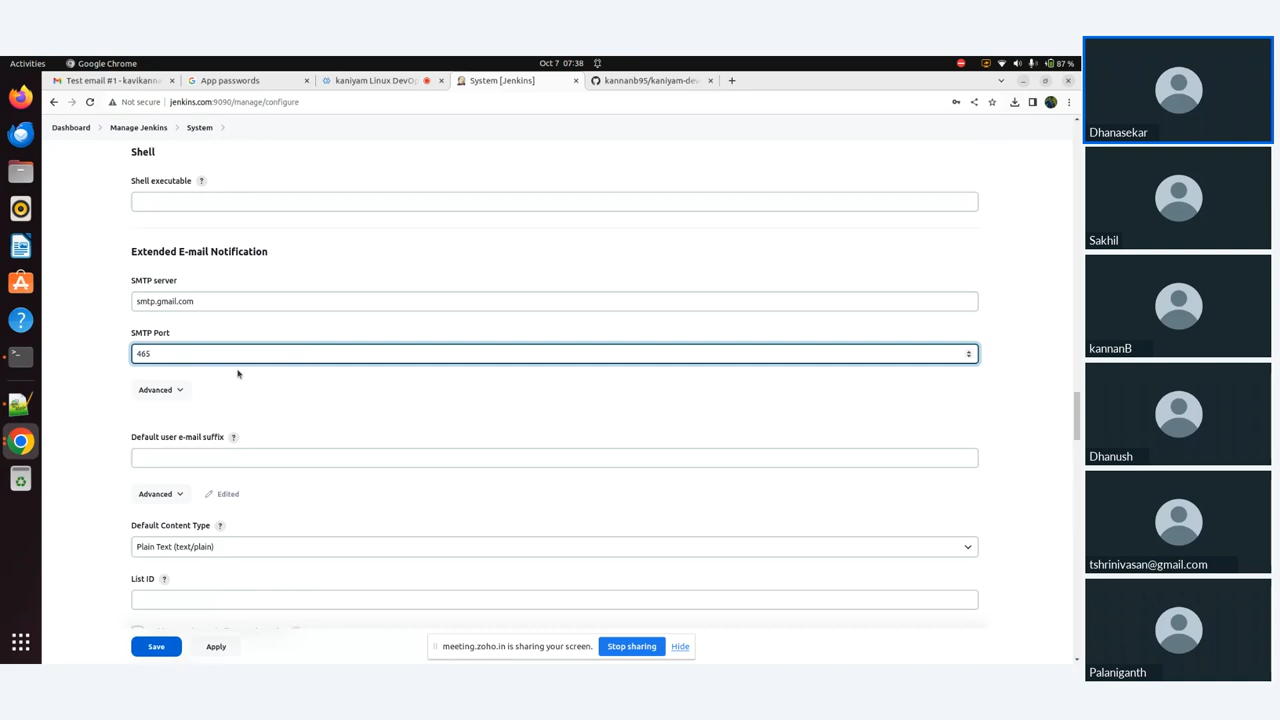 Activities
Google Chrome
Oct 7 07:38
87 %
Test email #1 - kavikann
App passwords
kaniyam Linux DevOp
System [Jenkins]
kannanb95/kaniyam-dev
Not secure
jenkins.com:9090/manage/configure
Dashboard
Manage Jenkins
System
Shell
Shell executable ?
Extended E-mail Notification
SMTP server
smtp.gmail.com
SMTP Port
465
Advanced
Default user e-mail suffix ?
Advanced
Edited
Default Content Type ?
Plain Text (text/plain)
List ID ?
Save
Apply
meeting.zoho.in is sharing your screen.
Stop sharing
Hide
Dhanasekar
Sakhil
kannanB
Dhanush
tshrinivasan@gmail.com
Palaniganth